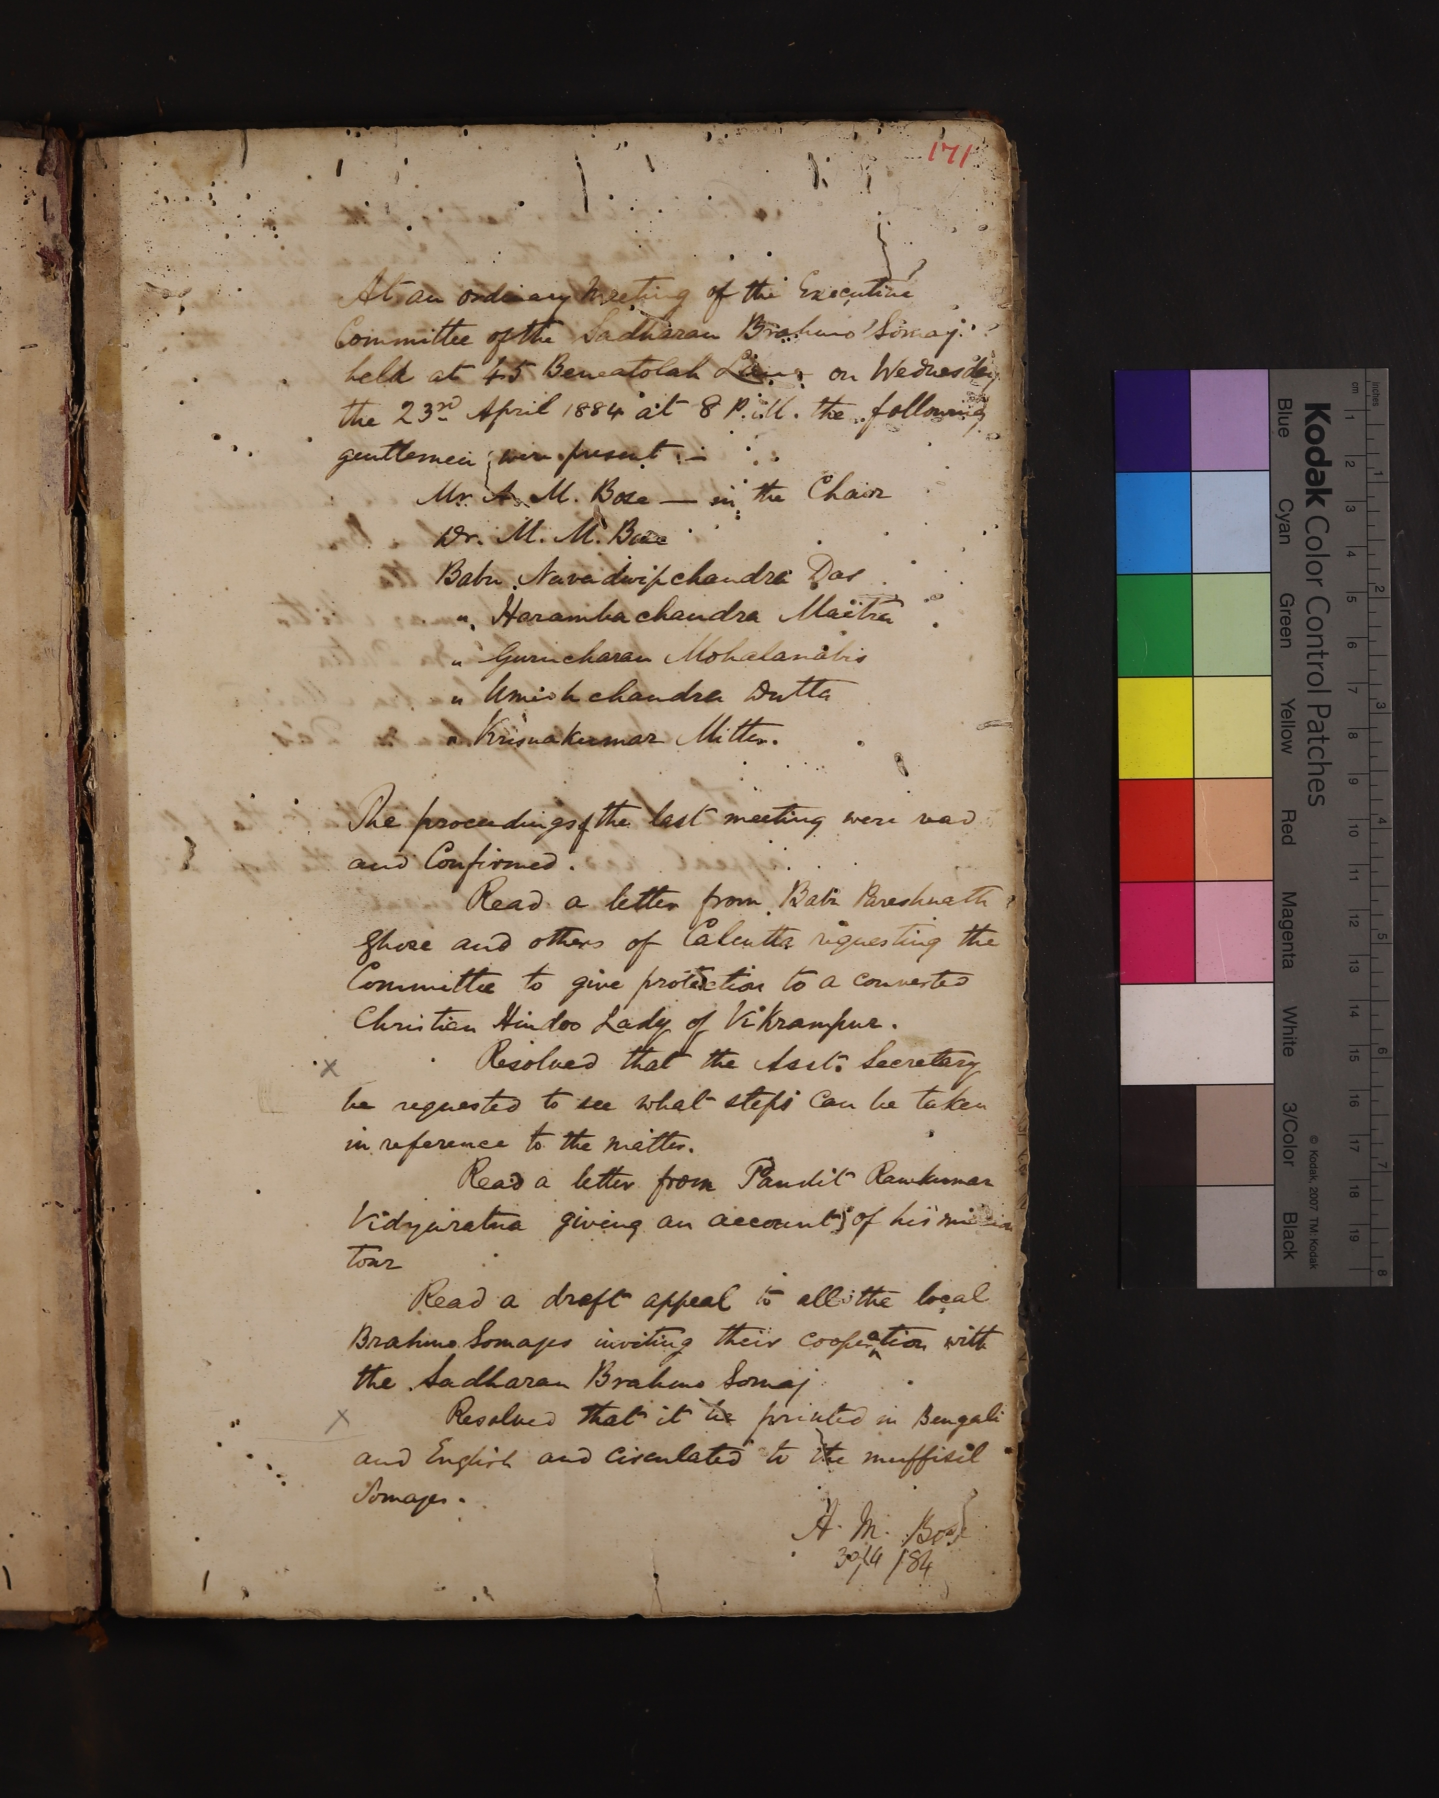 171
At an ordinary Meeting of the Executive
Committee of the Sadharan Brahmo Somaj
held at 45 Beneatolah Lane on Wednesday
the 23rd April 1884 at 8 P.M. the following
gentlemen were present :—
Mr. A. M. Bose — in the Chair
Dr. M. M. Bose
Babu Navadwipchandra Das
" Harambachandra Maitra
" Gurucharan Mohalanabis
" Umeshchandra Dutta
" Krisnakumar Mitter.
The proceedings of the last meeting were read
and Confirmed.
Read a letter from Babu Pareshnath
Ghose and others of Calcutta requesting the
Committee to give protection to a converted
Christian Hindoo Lady of Vikrampur.
x Resolved that the Asst. Secretary
be requested to see what steps can be taken
in reference to the matter.
Read a letter from Pandit Ramkumar
Vidyaratna giving an account of his mission
tour
Read a draft appeal to all the local
Brahmo Somajes inviting their cooperation with
the Sadharan Brahmo Somaj
x Resolved that it be printed in Bengali
and English and circulated to the muffisil
Somajes.
A. M. Bose
30/4/84
Kodak Color Control Patches
Blue Cyan Green Yellow Red Magenta White 3/Color Black
© Kodak, 2007 TM: Kodak
inches 1 2 3 4 5 6 7 8
cm 1 2 3 4 5 6 7 8 9 10 11 12 13 14 15 16 17 18 19